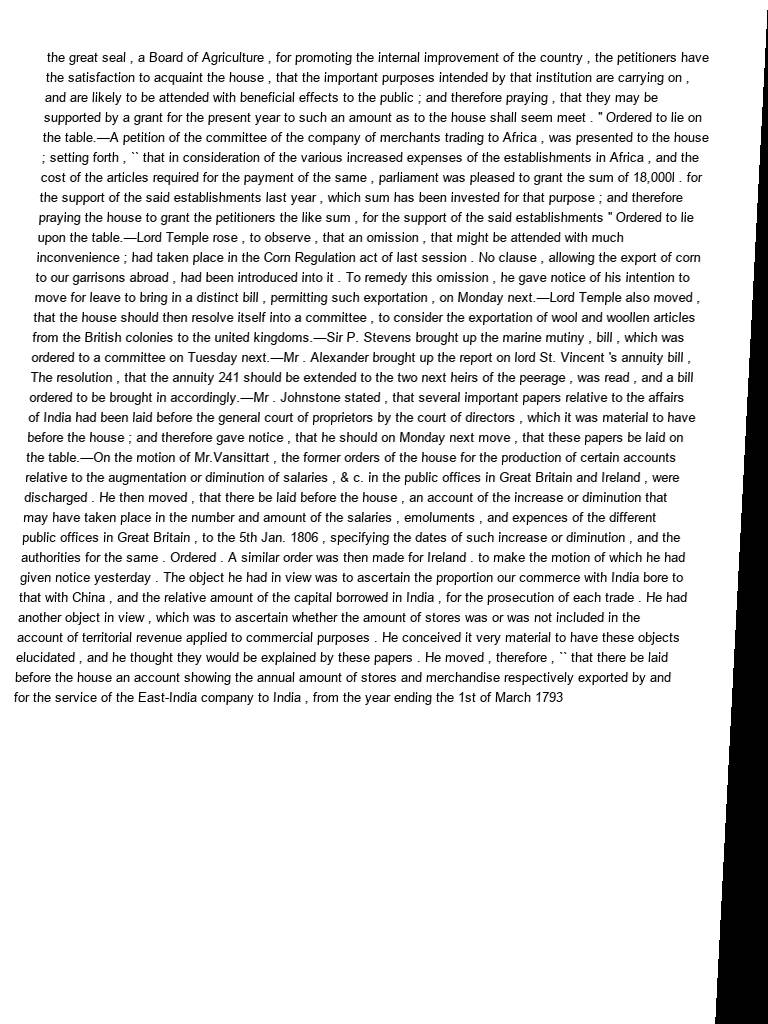 the great seal , a Board of Agriculture , for promoting the internal improvement of the country , the petitioners have
the satisfaction to acquaint the house , that the important purposes intended by that institution are carrying on ,
and are likely to be attended with beneficial effects to the public ; and therefore praying , that they may be
supported by a grant for the present year to such an amount as to the house shall seem meet . '' Ordered to lie on
the table.—A petition of the committee of the company of merchants trading to Africa , was presented to the house
; setting forth , `` that in consideration of the various increased expenses of the establishments in Africa , and the
cost of the articles required for the payment of the same , parliament was pleased to grant the sum of 18,000l . for
the support of the said establishments last year , which sum has been invested for that purpose ; and therefore
praying the house to grant the petitioners the like sum , for the support of the said establishments '' Ordered to lie
upon the table.—Lord Temple rose , to observe , that an omission , that might be attended with much
inconvenience ; had taken place in the Corn Regulation act of last session . No clause , allowing the export of corn
to our garrisons abroad , had been introduced into it . To remedy this omission , he gave notice of his intention to
move for leave to bring in a distinct bill , permitting such exportation , on Monday next.—Lord Temple also moved ,
that the house should then resolve itself into a committee , to consider the exportation of wool and woollen articles
from the British colonies to the united kingdoms.—Sir P. Stevens brought up the marine mutiny , bill , which was
ordered to a committee on Tuesday next.—Mr . Alexander brought up the report on lord St. Vincent 's annuity bill ,
The resolution , that the annuity 241 should be extended to the two next heirs of the peerage , was read , and a bill
ordered to be brought in accordingly.—Mr . Johnstone stated , that several important papers relative to the affairs
of India had been laid before the general court of proprietors by the court of directors , which it was material to have
before the house ; and therefore gave notice , that he should on Monday next move , that these papers be laid on
the table.—On the motion of Mr.Vansittart , the former orders of the house for the production of certain accounts
relative to the augmentation or diminution of salaries , & c. in the public offices in Great Britain and Ireland , were
discharged . He then moved , that there be laid before the house , an account of the increase or diminution that
may have taken place in the number and amount of the salaries , emoluments , and expences of the different
public offices in Great Britain , to the 5th Jan. 1806 , specifying the dates of such increase or diminution , and the
authorities for the same . Ordered . A similar order was then made for Ireland . to make the motion of which he had
given notice yesterday . The object he had in view was to ascertain the proportion our commerce with India bore to
that with China , and the relative amount of the capital borrowed in India , for the prosecution of each trade . He had
another object in view , which was to ascertain whether the amount of stores was or was not included in the
account of territorial revenue applied to commercial purposes . He conceived it very material to have these objects
elucidated , and he thought they would be explained by these papers . He moved , therefore , `` that there be laid
before the house an account showing the annual amount of stores and merchandise respectively exported by and
for the service of the East-India company to India , from the year ending the 1st of March 1793